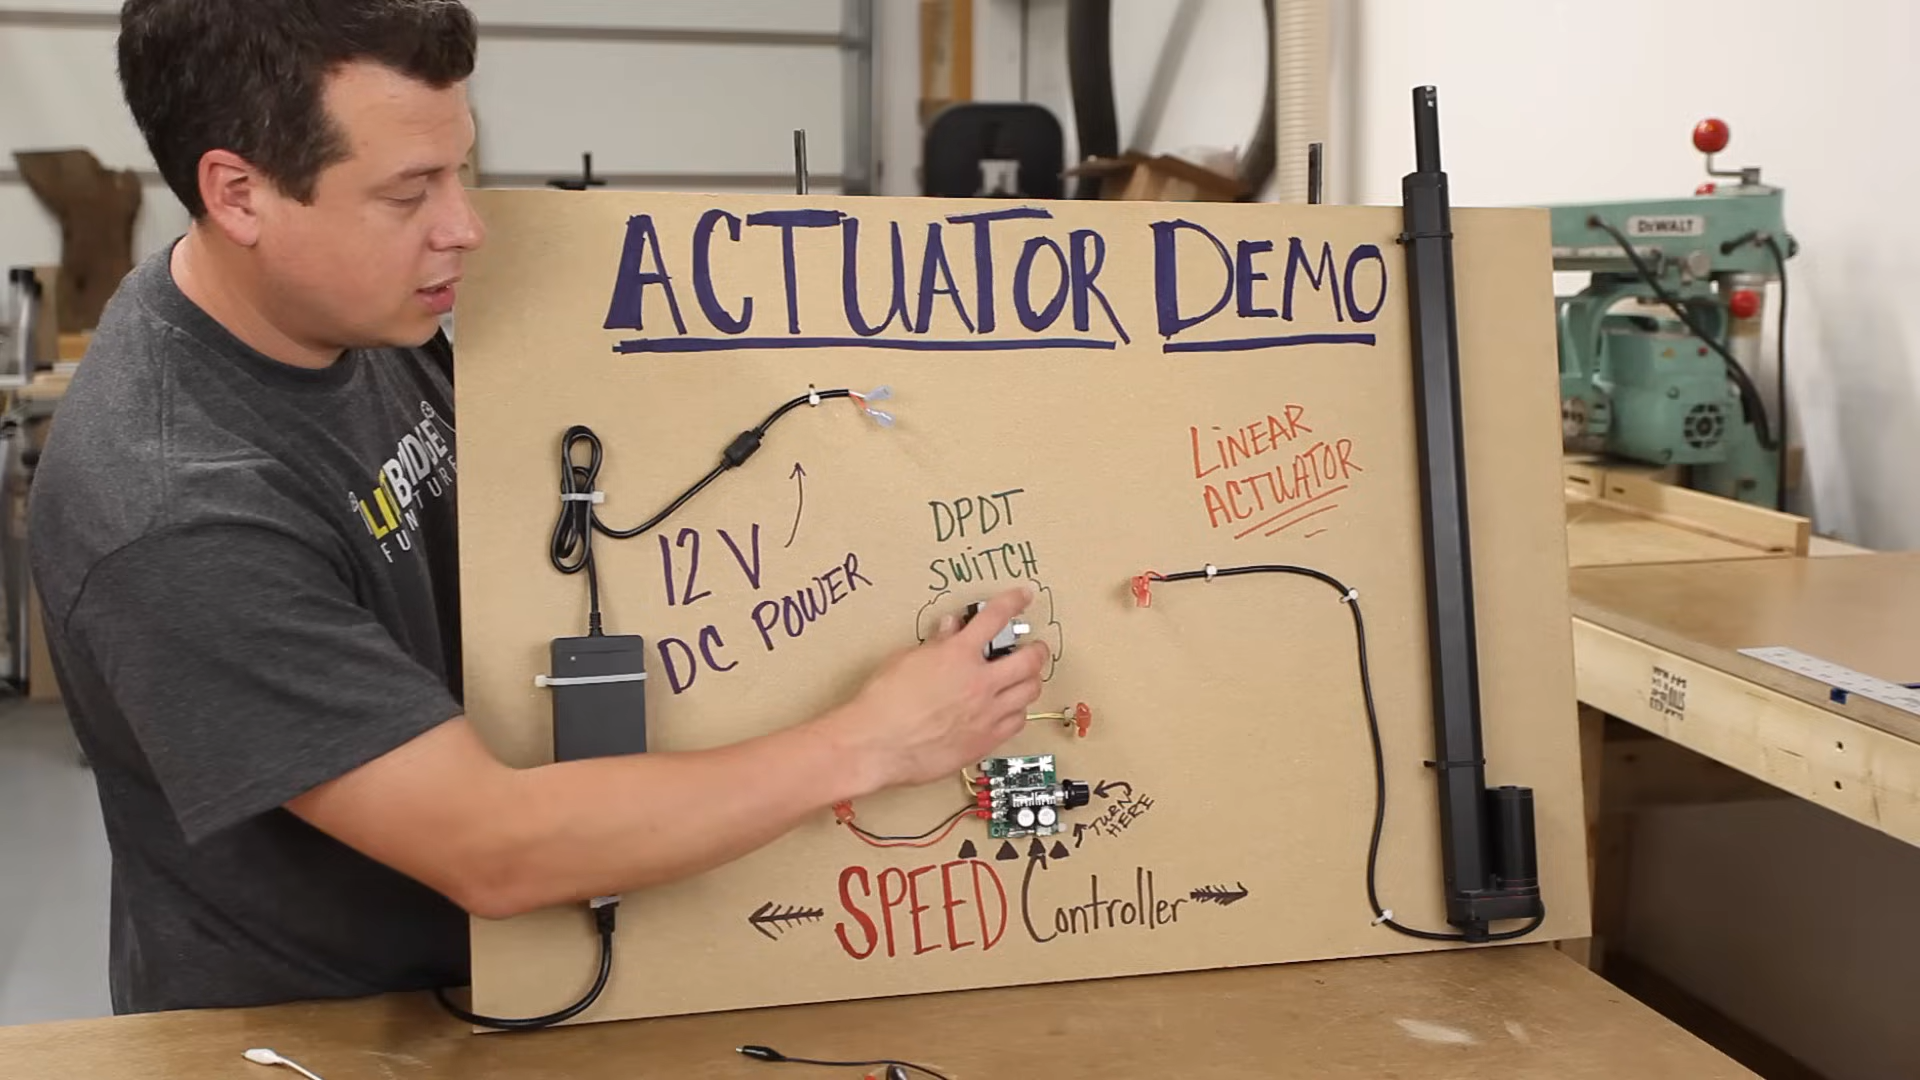 ACTUATOR DEMO
DEWALT
LINEAR
ACTUATOR
DPDT
SWITCH
12 V
DC POWER
TURN
HERE
SPEED Controller